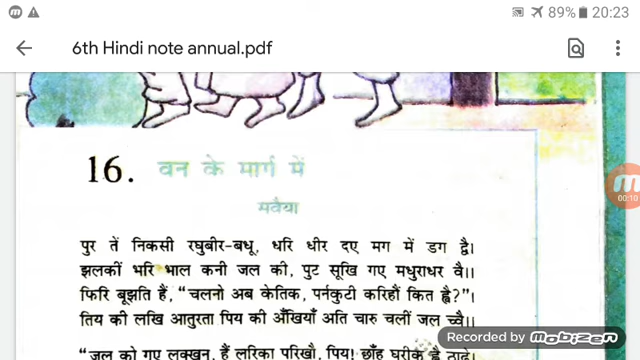 89% 20:23
6th Hindi note annual.pdf
16. वन के मार्ग में
सवैया
00:10
पुर तें निकसी रघुबीर-बधू, धरि धीर दए मग में डग द्वै।
झलकीं भरि भाल कनी जल की, पुट सूखि गए मधुराधर वै।।
फिरि बूझति हैं, “चलनो अब केतिक, पर्नकुटी करिहौं कित ह्वै?”।
तिय की लखि आतुरता पिय की अँखियाँ अति चारु चलीं जल च्वै।।
Recorded by
MOBIZEN
“जल को गए लक्खन, हैं लरिका परिखौ, पिय! छाँह घरीक ह्वै ठाढ़े।